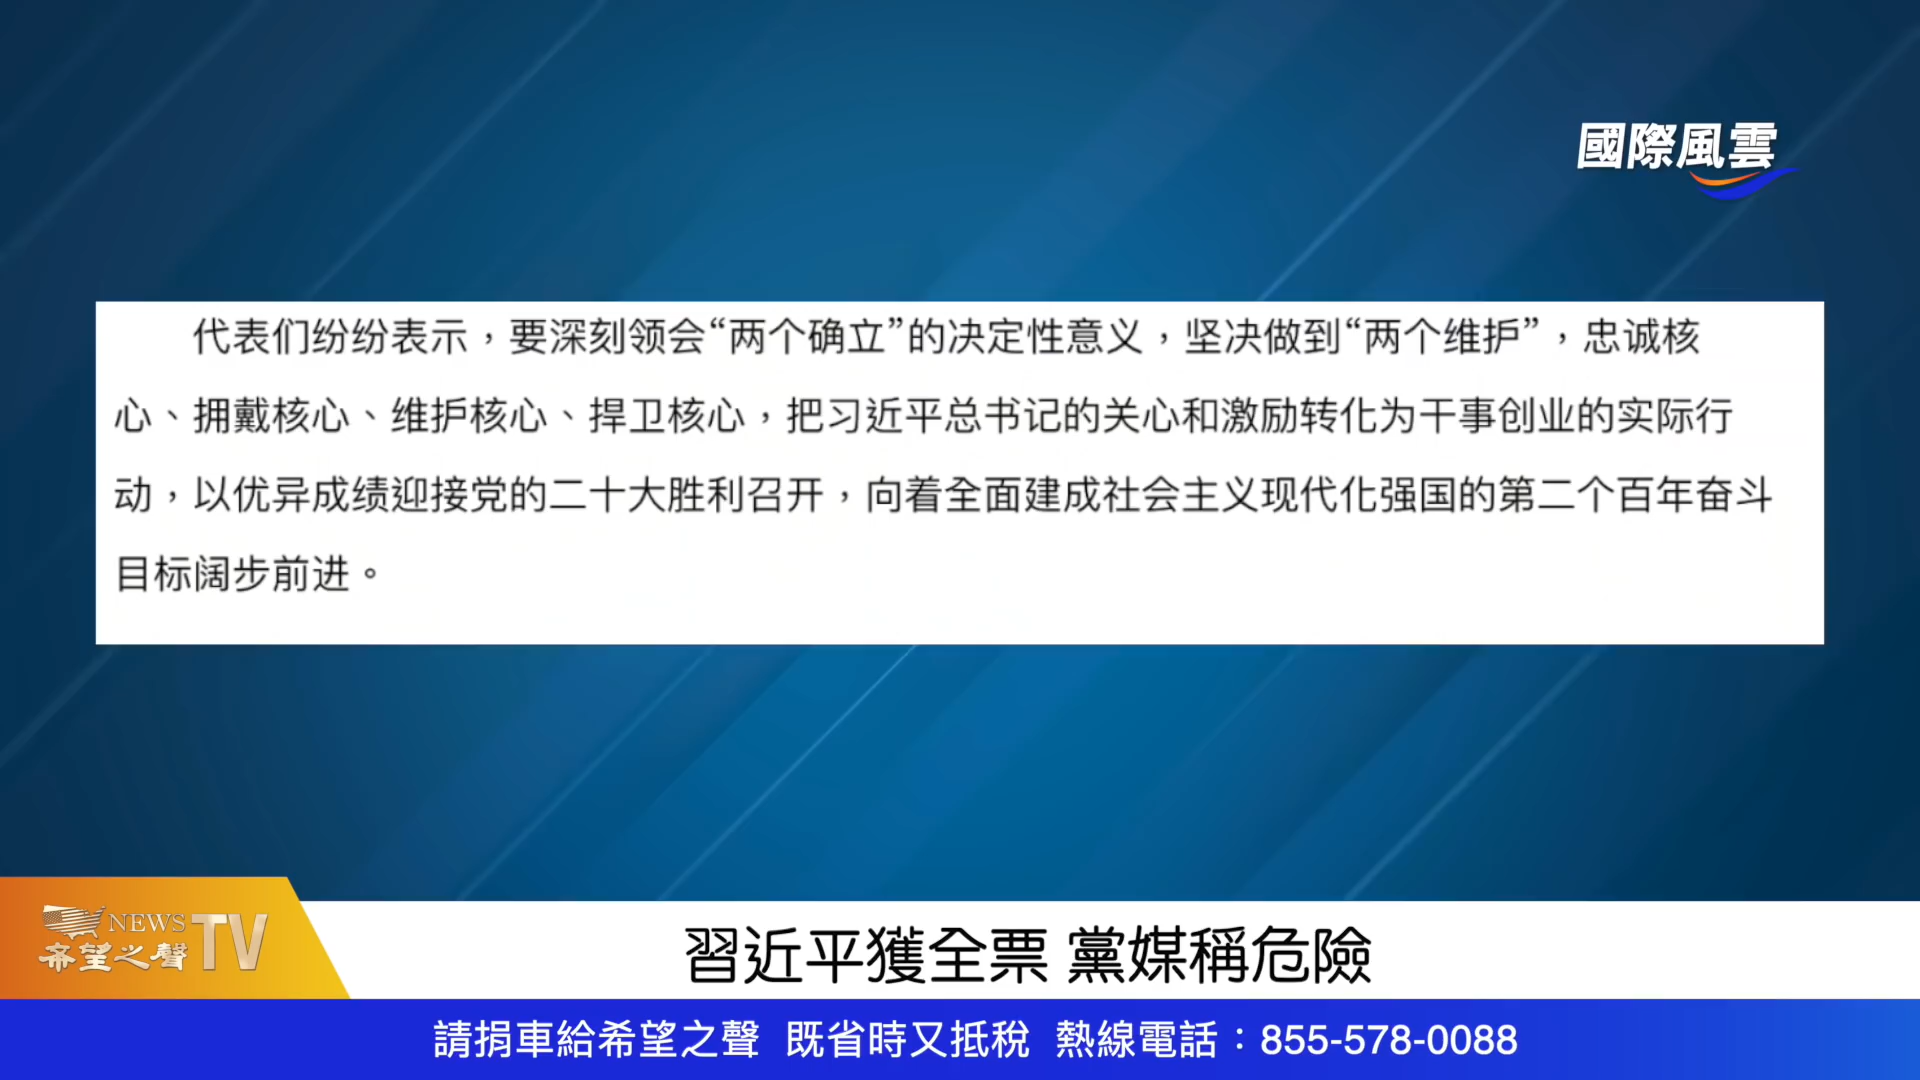 國際風雲
代表们纷纷表示，要深刻领会“两个确立”的决定性意义，坚决做到“两个维护”，忠诚核
心、拥戴核心、维护核心、捍卫核心，把习近平总书记的关心和激励转化为干事创业的实际行
动，以优异成绩迎接党的二十大胜利召开，向着全面建成社会主义现代化强国的第二个百年奋斗
目标阔步前进。
NEWS
希望之聲 TV
習近平獲全票 黨媒稱危險
請捐車給希望之聲 既省時又抵稅 熱線電話：855-578-0088